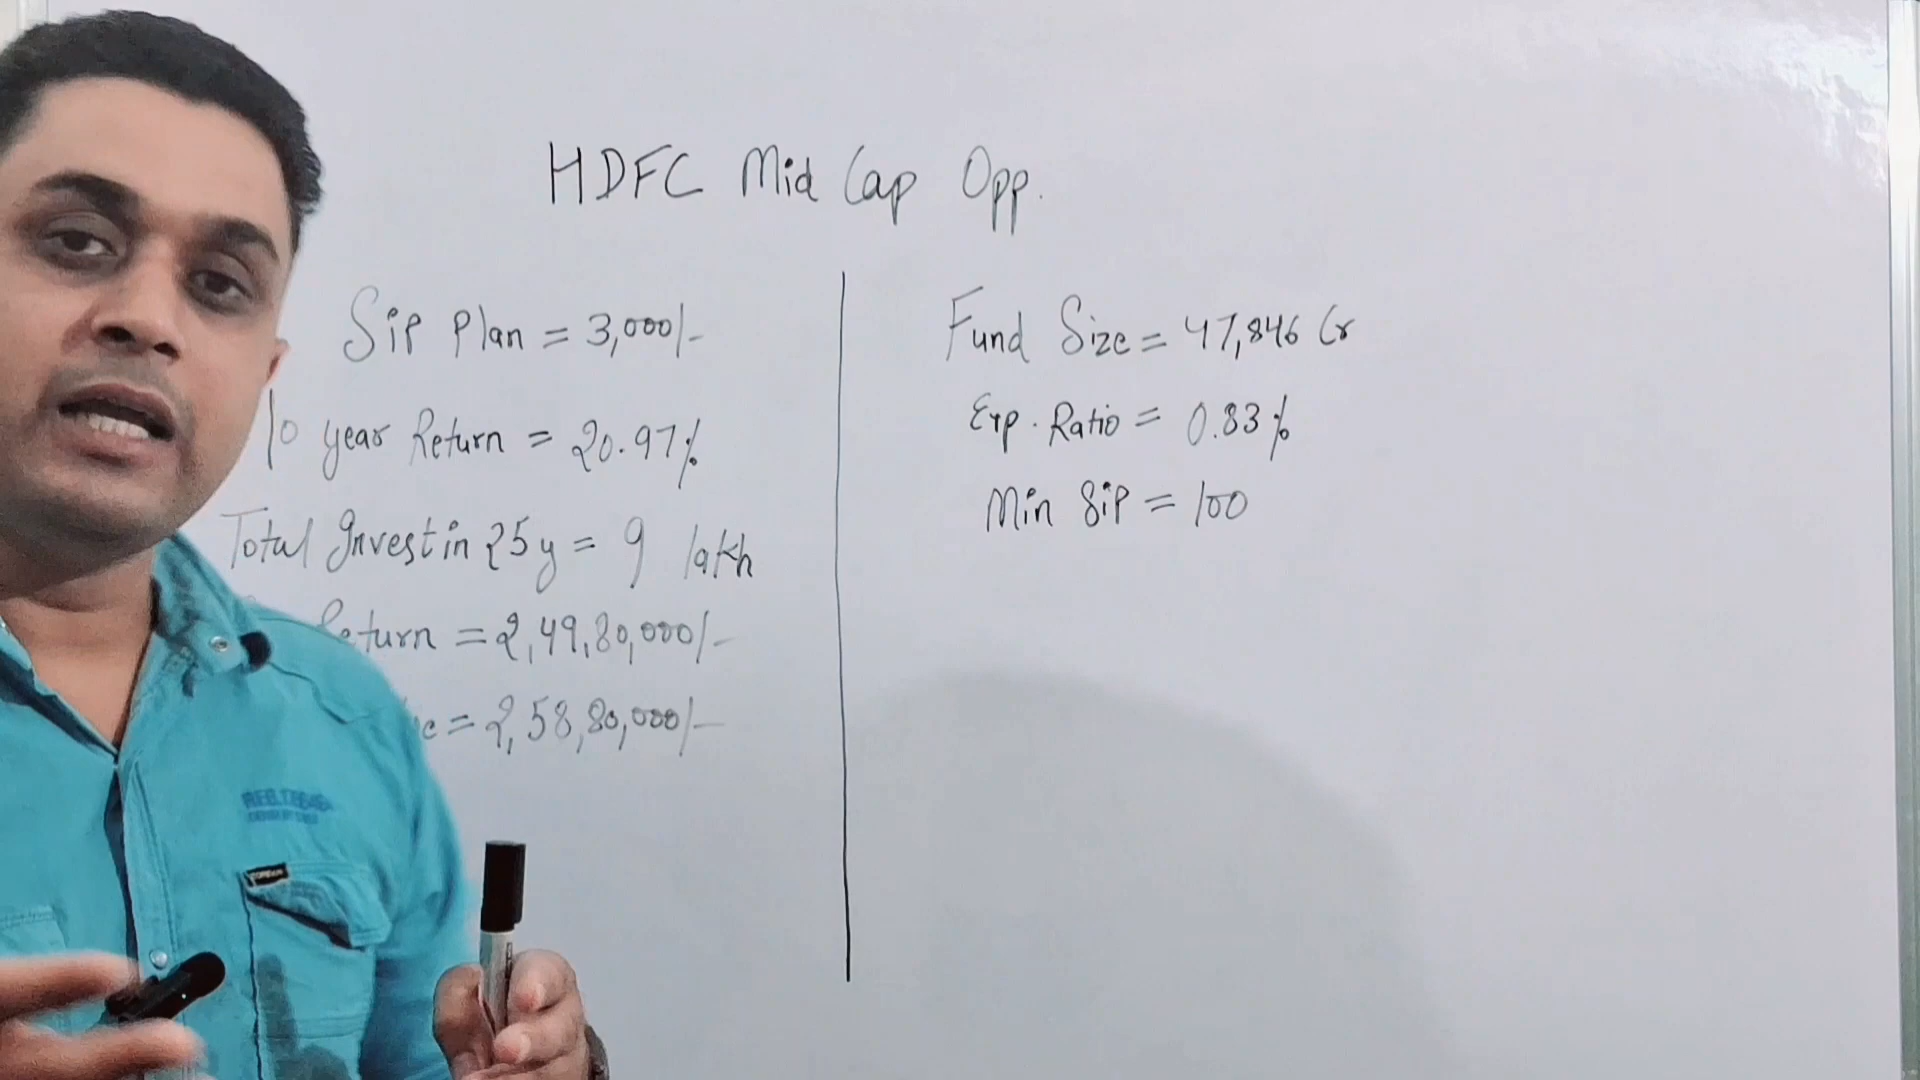 HDFC Mid Cap Opp.
Sip Plan = 3,000/-
10 year Return = 20.97%
Total Invest in 25y = 9 lakh
Return = 2,49,80,000/-
= 2,58,80,000/-
Fund Size = 47,846 Cr
Exp. Ratio = 0.83%
Min Sip = 100